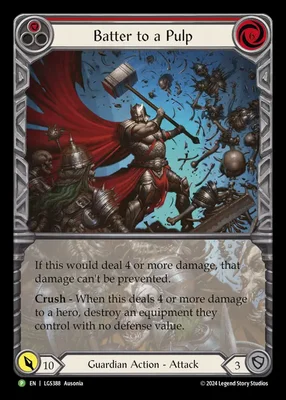 Batter to a Pulp
If this would deal 4 or more damage, that
damage can't be prevented.
Crush - When this deals 4 or more damage
to a hero, destroy an equipment they
control with no defense value.
10
Guardian Action - Attack
3
P EN | LGS388 Ausonia
© 2024 Legend Story Studios